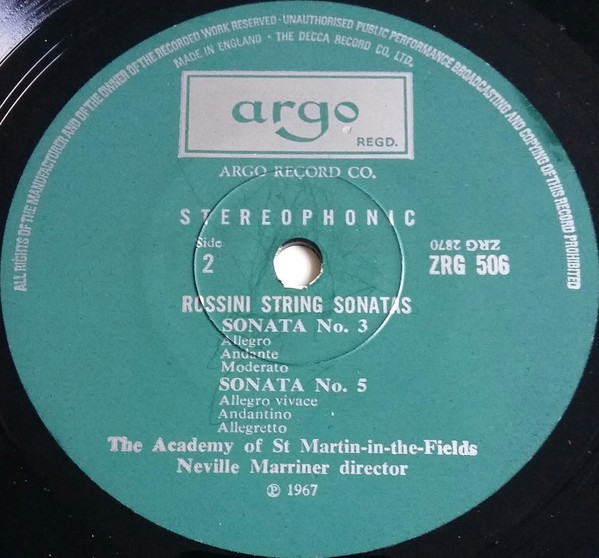 ALL RIGHTS OF THE MANUFACTURER AND OF THE OWNER OF THE RECORDED WORK RESERVED · UNAUTHORISED PUBLIC PERFORMANCE BROADCASTING AND COPYING OF THIS RECORD PROHIBITED
MADE IN ENGLAND · THE DECCA RECORD CO, LTD.
argo
REGD.
ARGO RECORD CO.
STEREOPHONIC
Side
2
ZRG 2870
ZRG 506
ROSSINI STRING SONATAS
SONATA No. 3
Allegro
Andante
Moderato
SONATA No. 5
Allegro vivace
Andantino
Allegretto
The Academy of St Martin-in-the-Fields
Neville Marriner director
℗ 1967